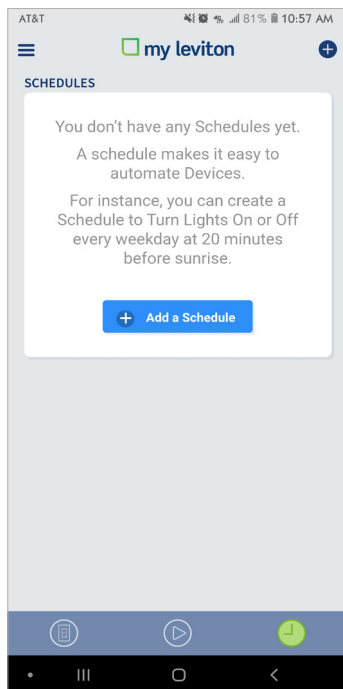 AT&T 81% 10:57 AM
my leviton
SCHEDULES
You don't have any Schedules yet.
A schedule makes it easy to
automate Devices.
For instance, you can create a
Schedule to Turn Lights On or Off
every weekday at 20 minutes
before sunrise.
Add a Schedule